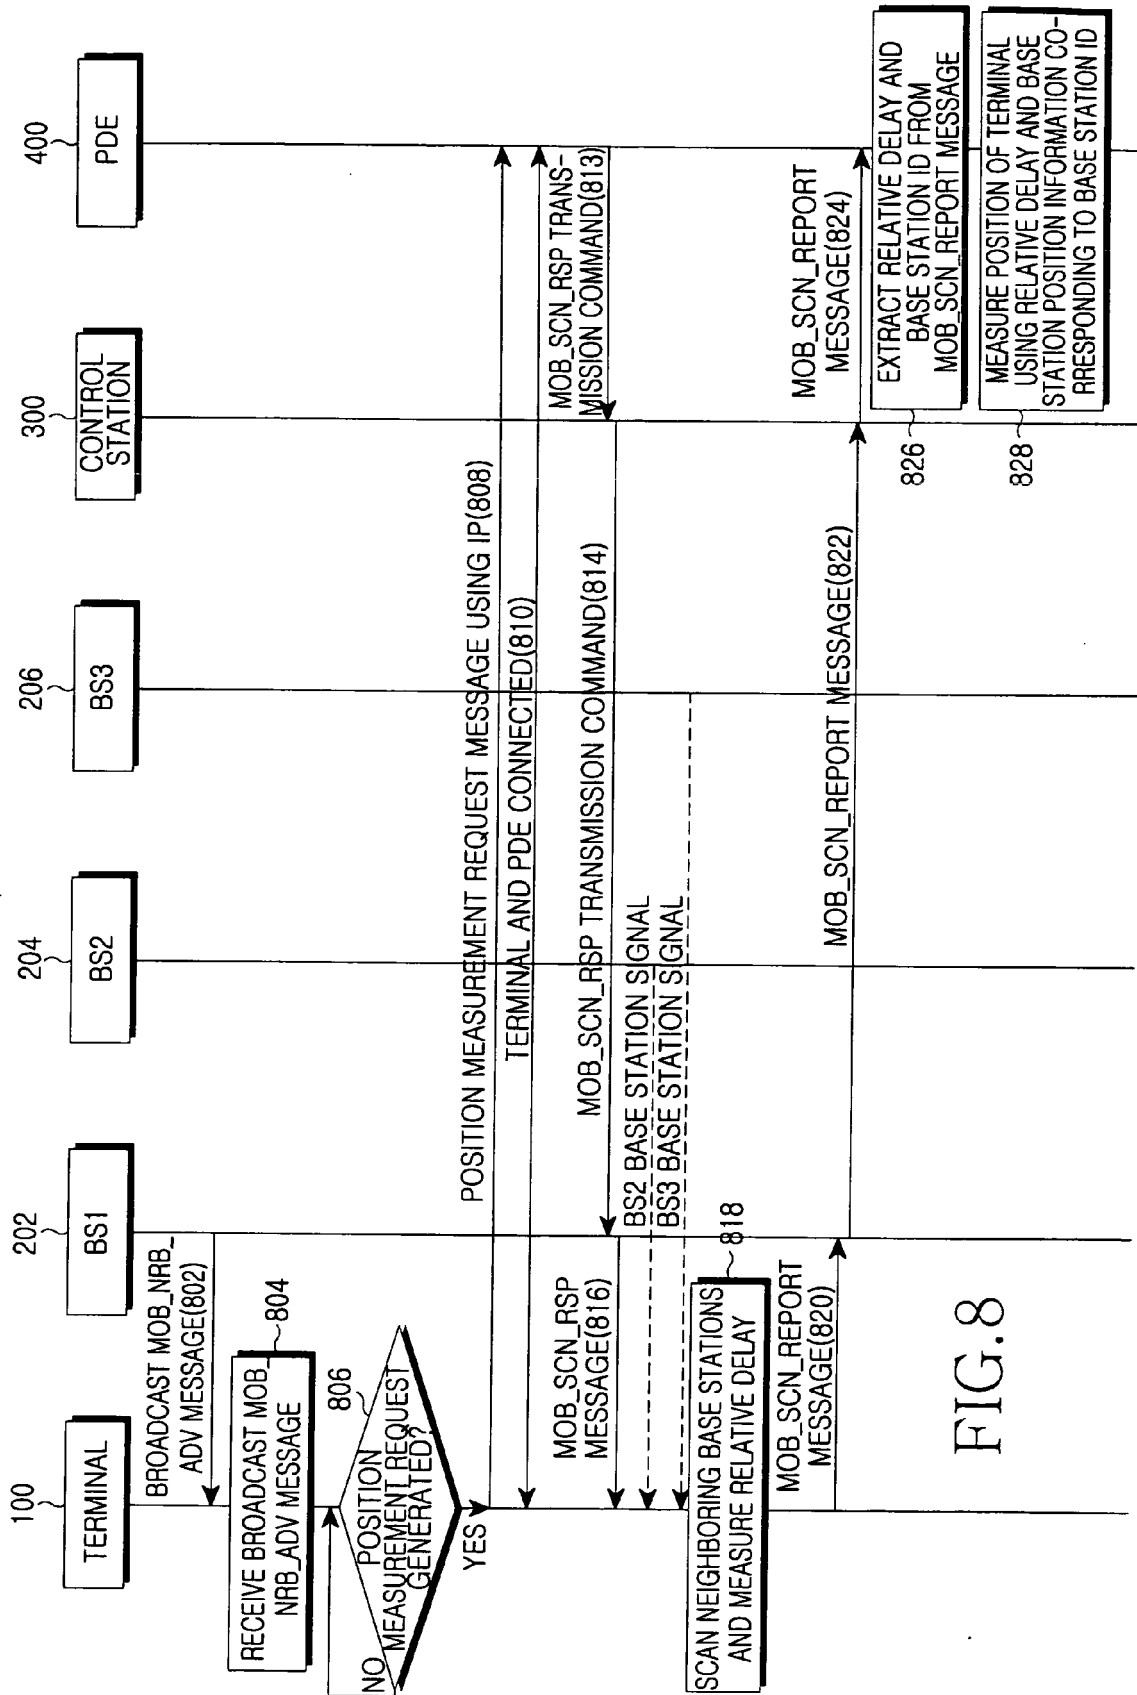 100
TERMINAL
202
BS1
204
BS2
206
BS3
300
CONTROL
STATION
400
PDE
BROADCAST MOB_NRB_
ADV MESSAGE(802)
RECEIVE BROADCAST MOB_
NRB_ADV MESSAGE
804
806
POSITION
MEASUREMENT REQUEST
GENERATED?
NO
YES
POSITION MEASUREMENT REQUEST MESSAGE USING IP(808)
TERMINAL AND PDE CONNECTED(810)
MOB_SCN_RSP TRANS-
MISSION COMMAND(813)
MOB_SCN_RSP TRANSMISSION COMMAND(814)
MOB_SCN_RSP
MESSAGE(816)
BS2 BASE STATION SIGNAL
BS3 BASE STATION SIGNAL
818
SCAN NEIGHBORING BASE STATIONS
AND MEASURE RELATIVE DELAY
MOB_SCN_REPORT
MESSAGE(820)
MOB_SCN_REPORT MESSAGE(822)
MOB_SCN_REPORT
MESSAGE(824)
EXTRACT RELATIVE DELAY AND
BASE STATION ID FROM
MOB_SCN_REPORT MESSAGE
826
MEASURE POSITION OF TERMINAL
USING RELATIVE DELAY AND BASE
STATION POSITION INFORMATION CO-
RRESPONDING TO BASE STATION ID
828
FIG.8